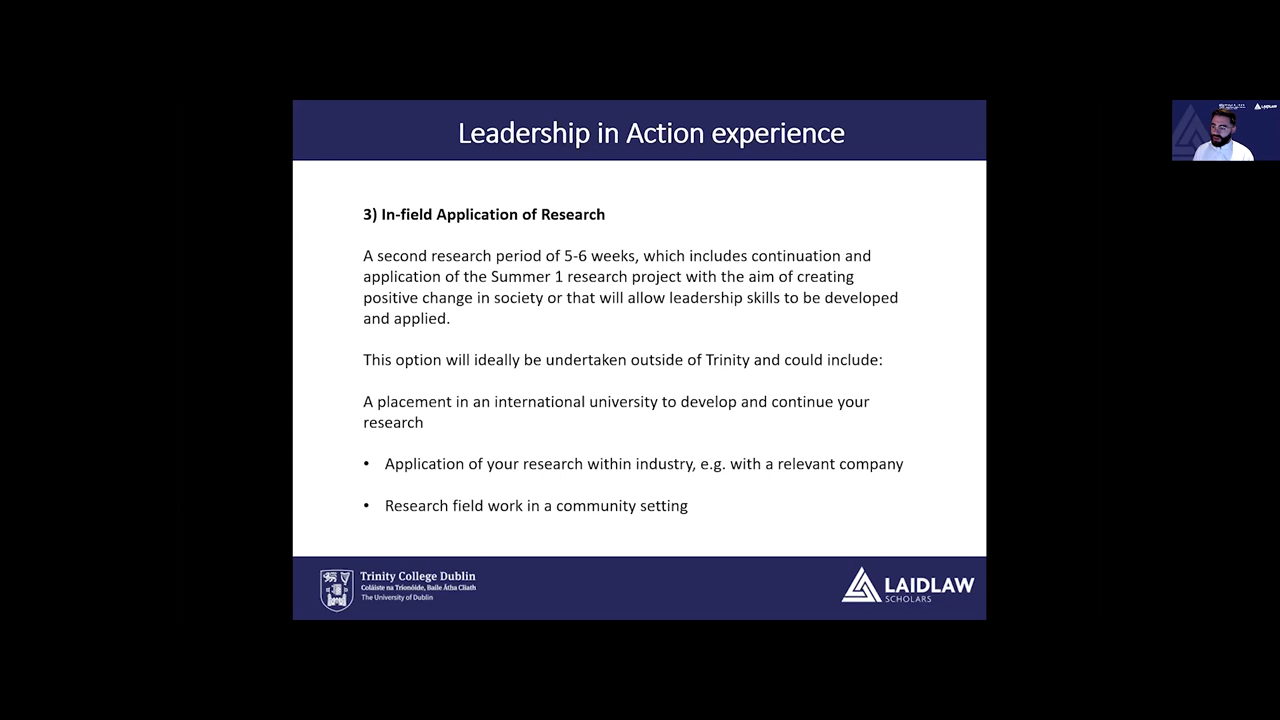 Leadership in Action experience
3) In-field Application of Research
A second research period of 5-6 weeks, which includes continuation and
application of the Summer 1 research project with the aim of creating
positive change in society or that will allow leadership skills to be developed
and applied.
This option will ideally be undertaken outside of Trinity and could include:
A placement in an international university to develop and continue your
research
• Application of your research within industry, e.g. with a relevant company
• Research field work in a community setting
Trinity College Dublin
Coláiste na Tríonóide, Baile Átha Cliath
The University of Dublin
LAIDLAW
SCHOLARS
LAIDLAW